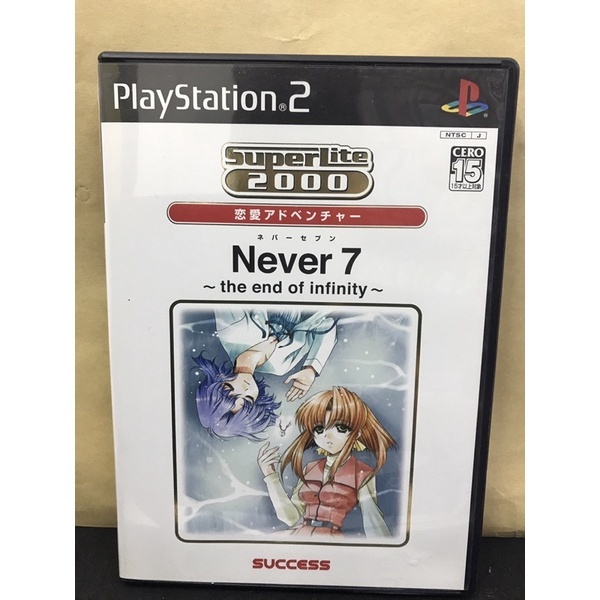 PlayStation®2
NTSC J
SuperLite
2000
CERO
15
15才以上対象
恋愛アドベンチャー
ネバーセブン
Never 7
～the end of infinity～
SUCCESS